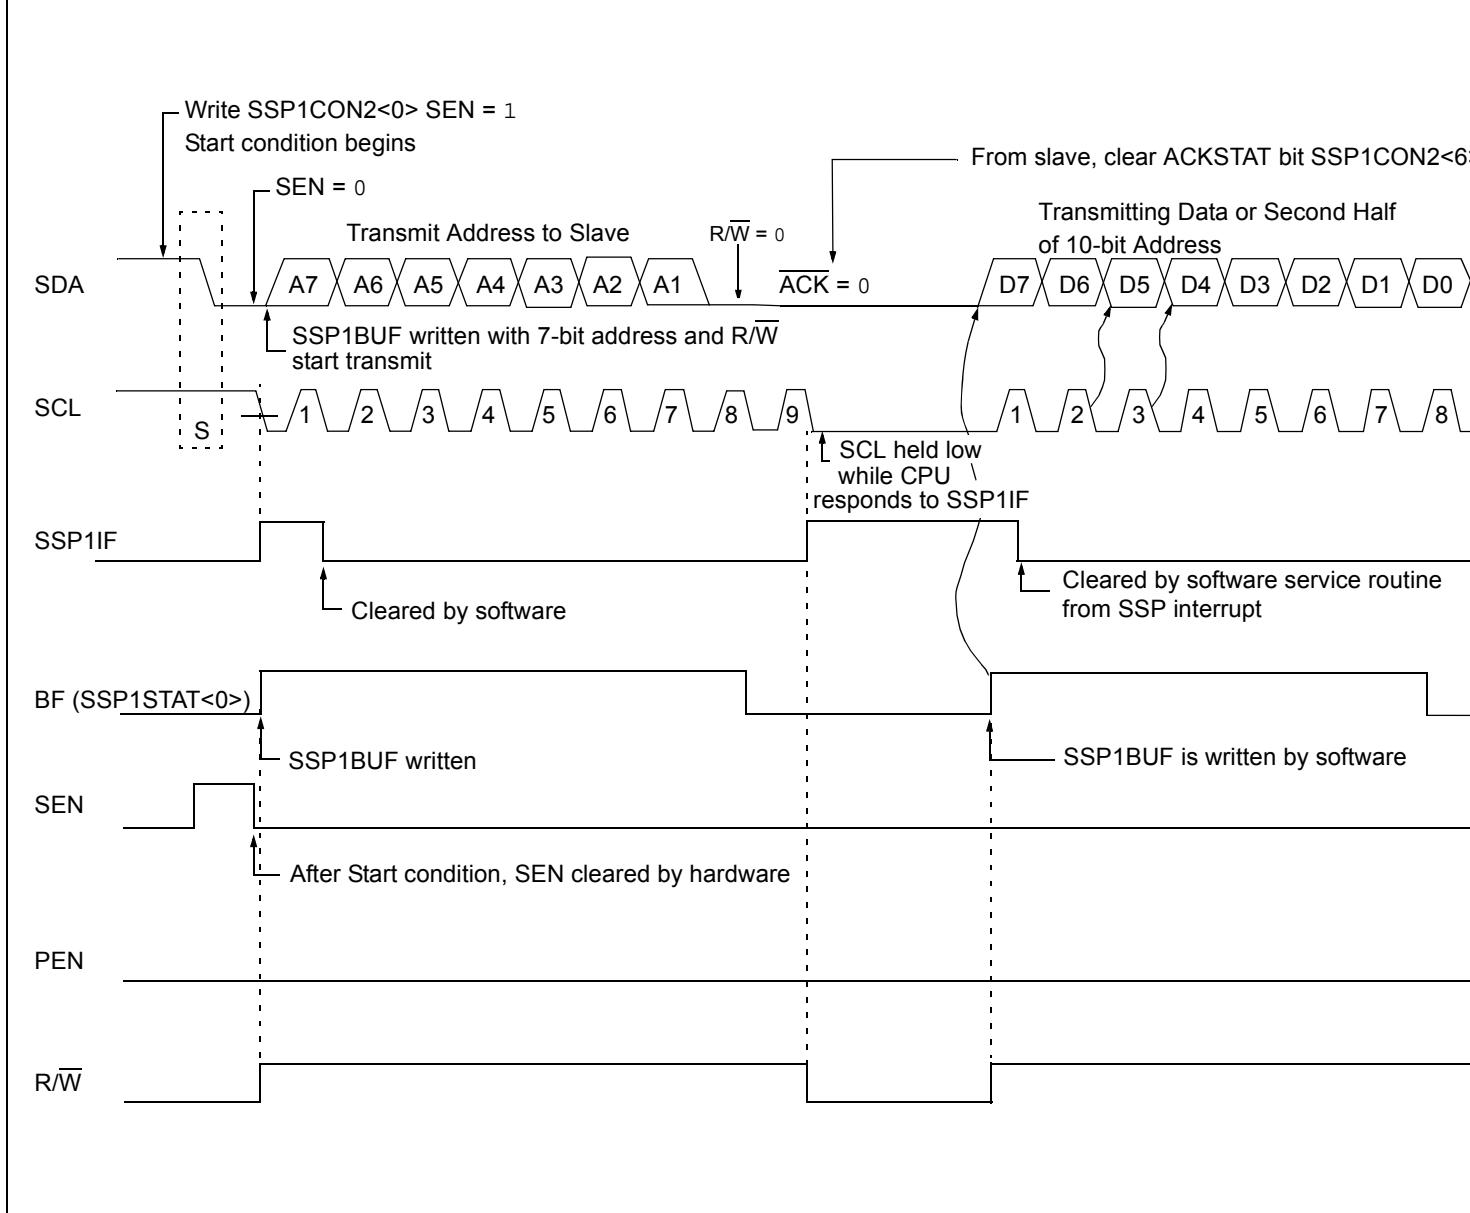 Write SSP1CON2<0> SEN = 1
Start condition begins
From slave, clear ACKSTAT bit SSP1CON2<6>
SEN = 0
Transmitting Data or Second Half
of 10-bit Address
Transmit Address to Slave
R/W̅ = 0
SDA
A7 A6 A5 A4 A3 A2 A1
A̅C̅K̅ = 0
D7 D6 D5 D4 D3 D2 D1 D0
SSP1BUF written with 7-bit address and R/W̅
start transmit
SCL
S
1 2 3 4 5 6 7 8 9
1 2 3 4 5 6 7 8
SCL held low
while CPU
responds to SSP1IF
SSP1IF
Cleared by software
Cleared by software service routine
from SSP interrupt
BF (SSP1STAT<0>)
SSP1BUF written
SSP1BUF is written by software
SEN
After Start condition, SEN cleared by hardware
PEN
R/W̅